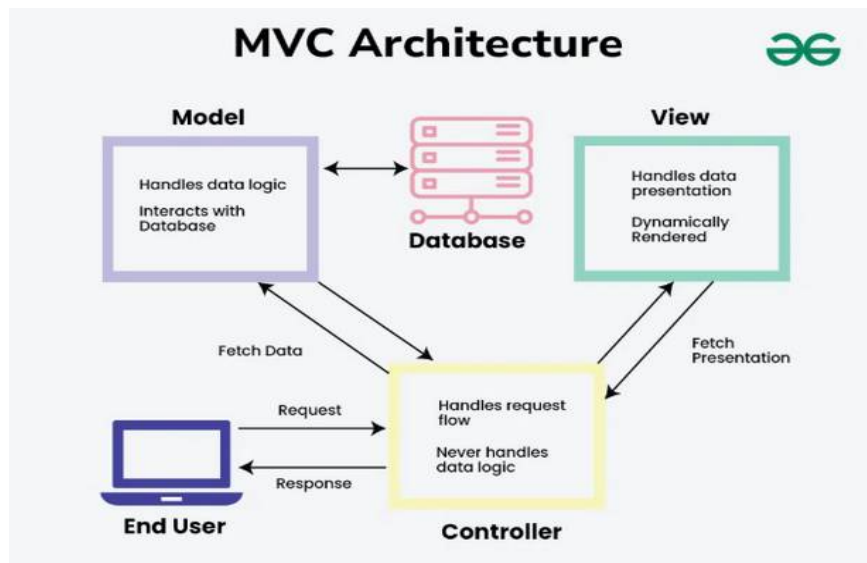 MVC Architecture
Model
View
Handles data logic
Interacts with
Database
Database
Handles data
presentation
Dynamically
Rendered
Fetch Data
Fetch
Presentation
Request
Response
Handles request
flow
Never handles
data logic
End User
Controller